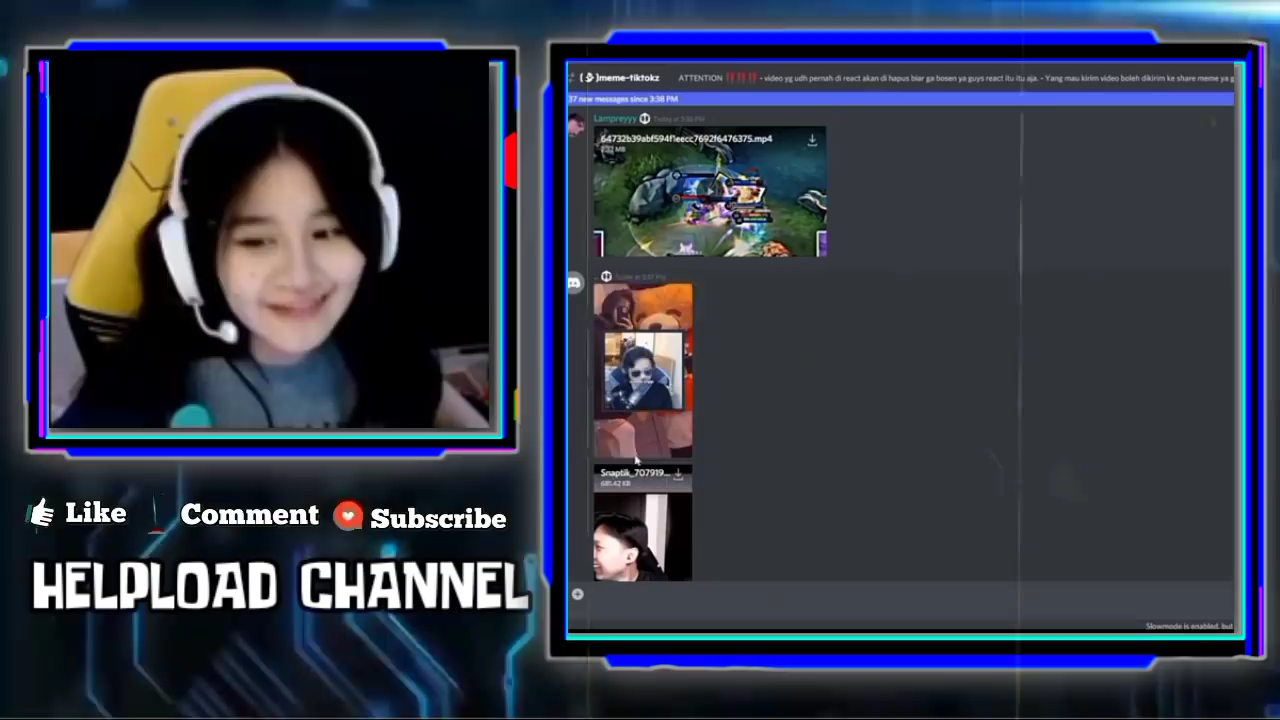 { }meme-tiktokz
ATTENTION ‼️‼️‼️ - video yg udh pernah di react akan di hapus biar ga bosen ya guys react itu itu aja. - Yang mau kirim video boleh dikirim ke share meme ya g
37 new messages since 3:38 PM
Lampreyyy
64732b39abf594f1eecc7692f6476375.mp4
Snaptik_707919...
681.42 KB
Slowmode is enabled, but
Like
Comment
Subscribe
HELPLOAD CHANNEL